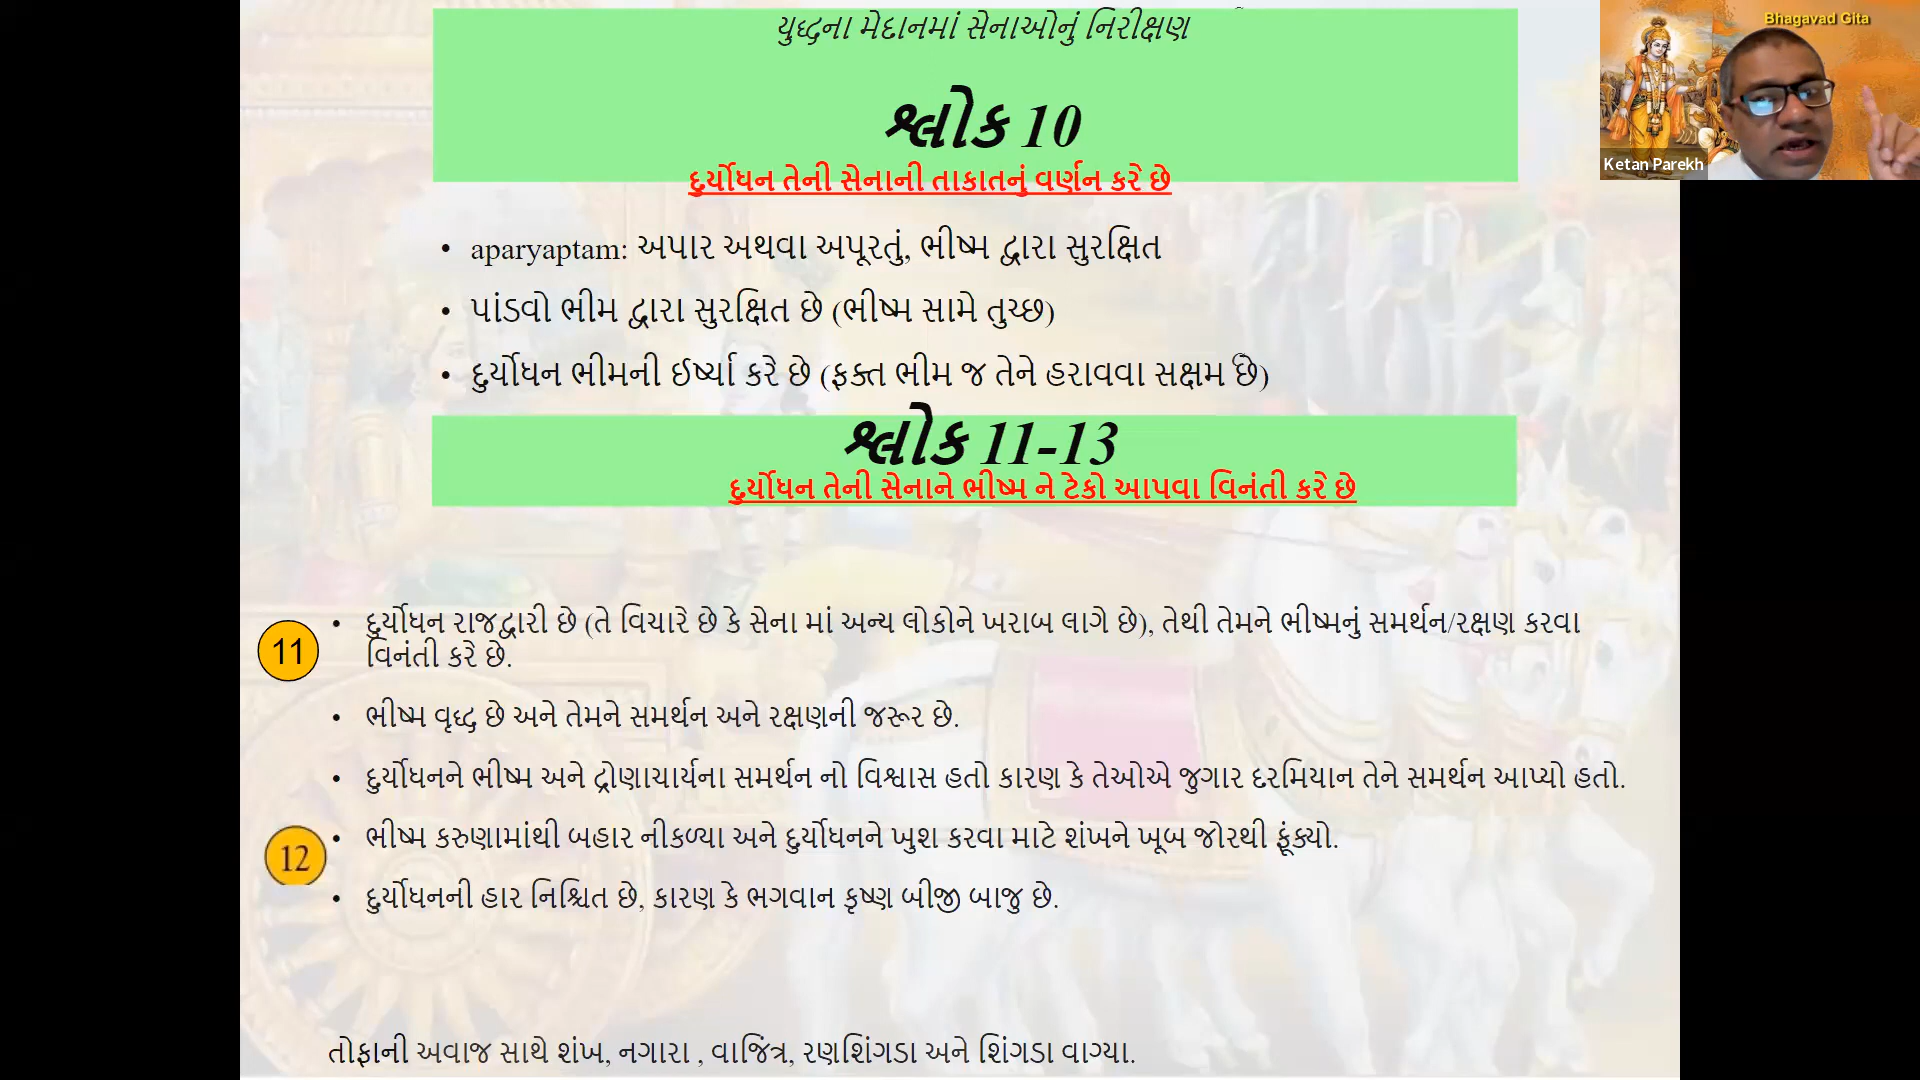 યુદ્ધના મેદાનમાં સેનાઓનું નિરીક્ષણ
શ્લોક 10
દુર્યોધન તેની સેનાની તાકાતનું વર્ણન કરે છે
• aparyaptam: અપાર અથવા અપૂરતું, ભીષ્મ દ્વારા સુરક્ષિત
• પાંડવો ભીમ દ્વારા સુરક્ષિત છે (ભીષ્મ સામે તુચ્છ)
• દુર્યોધન ભીમની ઈર્ષ્યા કરે છે (ફક્ત ભીમ જ તેને હરાવવા સક્ષમ છે)
શ્લોક 11-13
દુર્યોધન તેની સેનાને ભીષ્મ ને ટેકો આપવા વિનંતી કરે છે
11
• દુર્યોધન રાજદ્વારી છે (તે વિચારે છે કે સેના માં અન્ય લોકોને ખરાબ લાગે છે), તેથી તેમને ભીષ્મનું સમર્થન/રક્ષણ કરવા
વિનંતી કરે છે.
• ભીષ્મ વૃદ્ધ છે અને તેમને સમર્થન અને રક્ષણની જરૂર છે.
• દુર્યોધનને ભીષ્મ અને દ્રોણાચાર્યના સમર્થન નો વિશ્વાસ હતો કારણ કે તેઓએ જુગાર દરમિયાન તેને સમર્થન આપ્યો હતો.
12
• ભીષ્મ કરુણામાંથી બહાર નીકળ્યા અને દુર્યોધનને ખુશ કરવા માટે શંખને ખૂબ જોરથી ફૂંક્યો.
• દુર્યોધનની હાર નિશ્ચિત છે, કારણ કે ભગવાન કૃષ્ણ બીજી બાજુ છે.
તોફાની અવાજ સાથે શંખ, નગારા , વાજિંત્ર, રણશિંગડા અને શિંગડા વાગ્યા.
Bhagavad Gita
Ketan Parekh